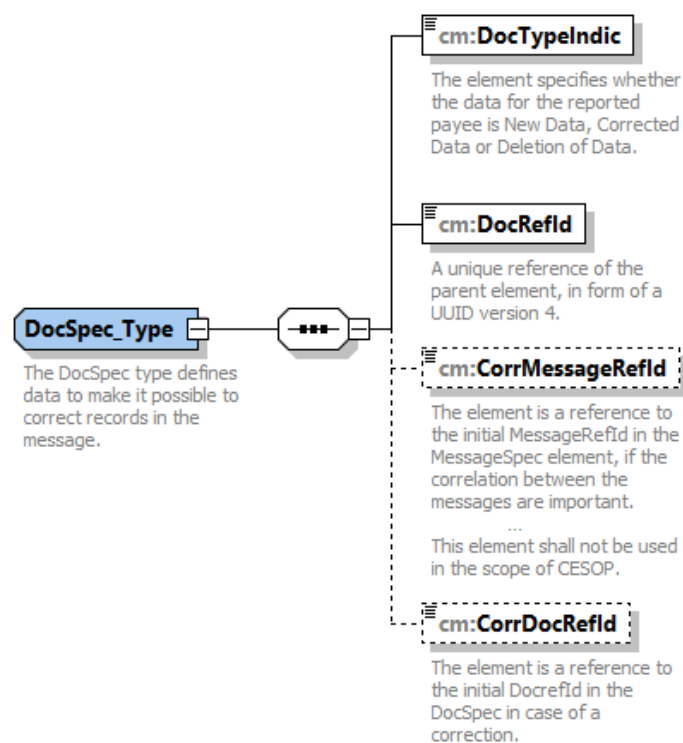 cm:DocTypeIndic
The element specifies whether
the data for the reported
payee is New Data, Corrected
Data or Deletion of Data.
cm:DocRefId
A unique reference of the
parent element, in form of a
UUID version 4.
DocSpec_Type
The DocSpec type defines
data to make it possible to
correct records in the
message.
cm:CorrMessageRefId
The element is a reference to
the initial MessageRefId in the
MessageSpec element, if the
correlation between the
messages are important.
...
This element shall not be used
in the scope of CESOP.
cm:CorrDocRefId
The element is a reference to
the initial DocrefId in the
DocSpec in case of a
correction.